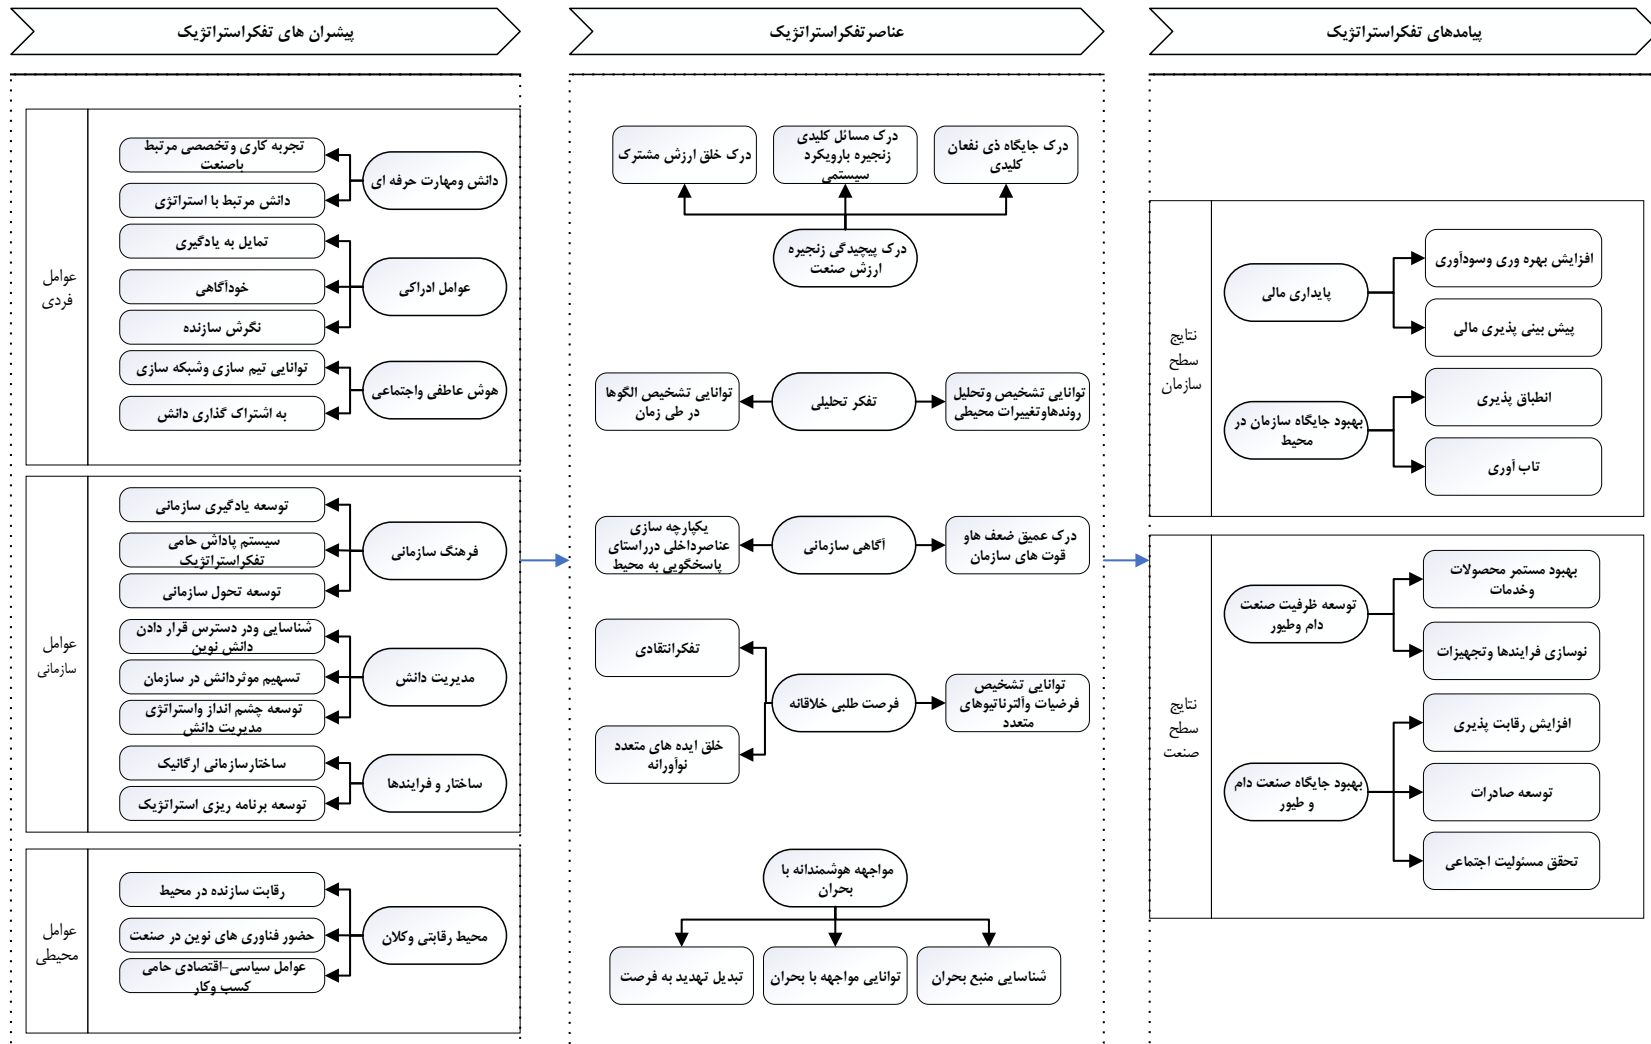 پیشران های تفکراستراتژیک
عناصرتفکراستراتژیک
پیامدهای تفکراستراتژیک
عوامل
فردی
دانش ومهارت حرفه ای
تجربه کاری وتخصصی مرتبط
باصنعت
دانش مرتبط با استراتژی
عوامل ادراکی
تمایل به یادگیری
خودآگاهی
نگرش سازنده
هوش عاطفی واجتماعی
توانایی تیم سازی وشبکه سازی
به اشتراک گذاری دانش
عوامل
سازمانی
فرهنگ سازمانی
توسعه یادگیری سازمانی
سیستم پاداش حامی
تفکراستراتژیک
توسعه تحول سازمانی
مدیریت دانش
شناسایی ودر دسترس قرار دادن
دانش نوین
تسهیم موثردانش در سازمان
توسعه چشم انداز واستراتژی
مدیریت دانش
ساختار و فرایندها
ساختارسازمانی ارگانیک
توسعه برنامه ریزی استراتژیک
عوامل
محیطی
محیط رقابتی وکلان
رقابت سازنده در محیط
حضور فناوری های نوین در صنعت
عوامل سیاسی-اقتصادی حامی
کسب وکار
درک جایگاه ذی نفعان
کلیدی
درک مسائل کلیدی
زنجیره بارویکرد
سیستمی
درک خلق ارزش مشترک
درک پیچیدگی زنجیره
ارزش صنعت
توانایی تشخیص وتحلیل
روندهاوتغییرات محیطی
تفکر تحلیلی
توانایی تشخیص الگوها
در طی زمان
درک عمیق ضعف هاو
قوت های سازمان
آگاهی سازمانی
یکپارچه سازی
عناصرداخلی درراستای
پاسخگویی به محیط
توانایی تشخیص
فرضیات وآلترناتیوهای
متعدد
فرصت طلبی خلاقانه
تفکرانتقادی
خلق ایده های متعدد
نوآورانه
مواجهه هوشمندانه با
بحران
شناسایی منبع بحران
توانایی مواجهه با بحران
تبدیل تهدید به فرصت
نتایج
سطح
سازمان
پایداری مالی
افزایش بهره وری وسودآوری
پیش بینی پذیری مالی
بهبود جایگاه سازمان در
محیط
انطباق پذیری
تاب آوری
نتایج
سطح
صنعت
توسعه ظرفیت صنعت
دام وطیور
بهبود مستمر محصولات
وخدمات
نوسازی فرایندها وتجهیزات
بهبود جایگاه صنعت دام
و طیور
افزایش رقابت پذیری
توسعه صادرات
تحقق مسئولیت اجتماعی